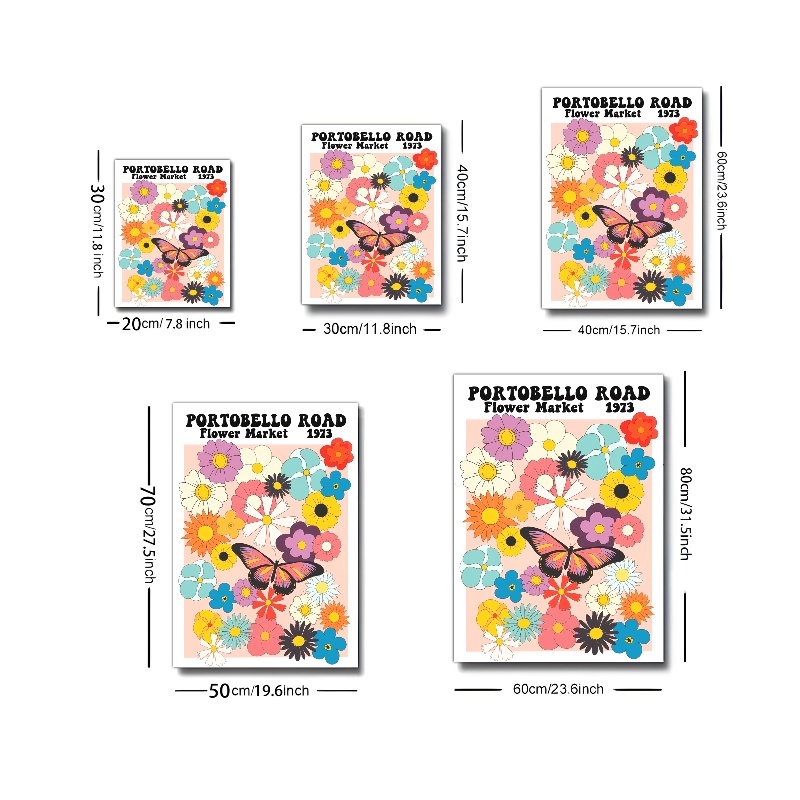 PORTOBELLO ROAD
Flower Market 1973
30cm/11.8 inch
20cm/ 7.8 inch
PORTOBELLO ROAD
Flower Market 1973
40cm/15.7inch
30cm/11.8inch
PORTOBELLO ROAD
Flower Market 1973
60cm/23.6inch
40cm/15.7inch
PORTOBELLO ROAD
Flower Market 1973
70cm/27.5inch
50cm/19.6inch
PORTOBELLO ROAD
Flower Market 1973
80cm/31.5inch
60cm/23.6inch